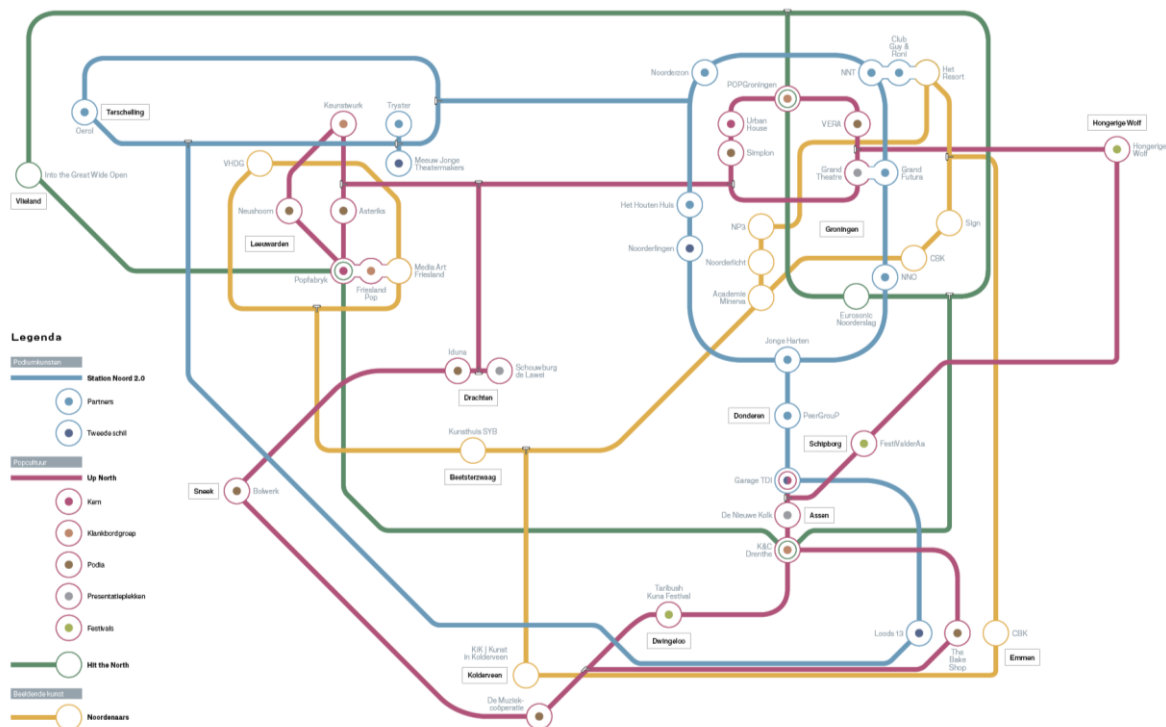 Club
Guy &
Roni
Noorderzon
NNT
Het
Resort
POPGroningen
Keunstwurk
Tryater
Terschelling
Oerol
Urban
House
VERA
Hongerige Wolf
Simplon
Hongerige
Wolf
VHOG
Meeuw Jonge
Theatermakers
Into the Great Wide Open
Grand
Theatre
Grand
Futura
Vlieland
Het Houten Huis
Neushoorn
Asteriks
NP3
Groningen
Sign
Leeuwarden
Noorderlingen
CBK
Noorderlicht
Popfabryk
Friesland
Pop
Media Art
Friesland
NNO
Academie
Minerva
Eurosonic
Noorderslag
Legenda
Jonge Harten
Iduna
Schouwburg
de Lawei
Podiumkunsten
Station Noord 2.0
Drachten
Partners
Donderen
PeerGrouP
Tweede schil
Kunsthuis SYB
Schipborg
FestiValderAa
Popcultuur
Beetsterzwaag
Up North
Garage TDI
Sneek
Bolwerk
Kern
De Nieuwe Kolk
Assen
Klankbordgroep
K&C
Drenthe
Podia
Taribush
Kuna Festival
Presentatieplekken
Festivals
Dwingeloo
Loods 13
CBK
KiK | Kunst
in Kolderveen
The
Bake
Shop
Emmen
Hit the North
Kolderveen
Beeldende kunst
De Muziek-
coöperatie
Noordenaars